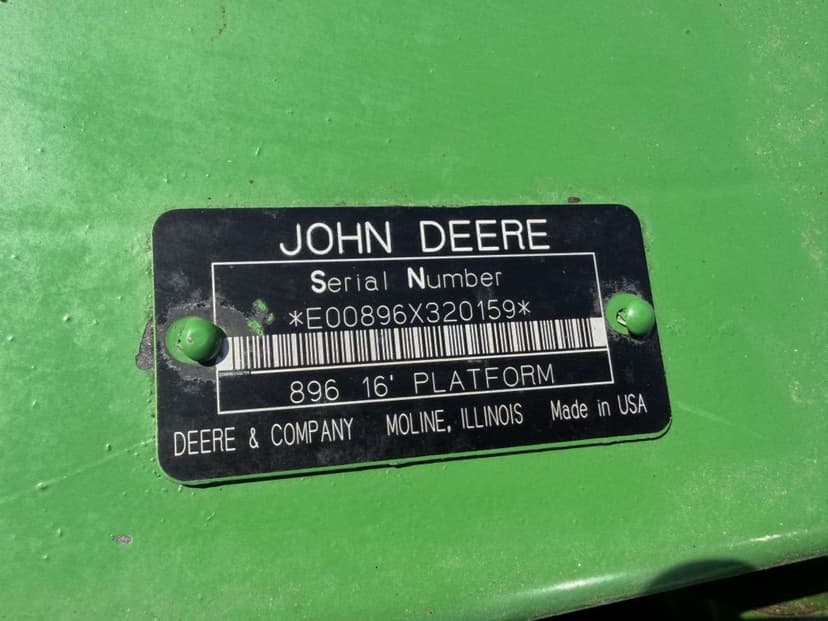 JOHN DEERE
Serial Number
*E00896X320159*
896 16' PLATFORM
DEERE & COMPANY MOLINE, ILLINOIS Made in USA